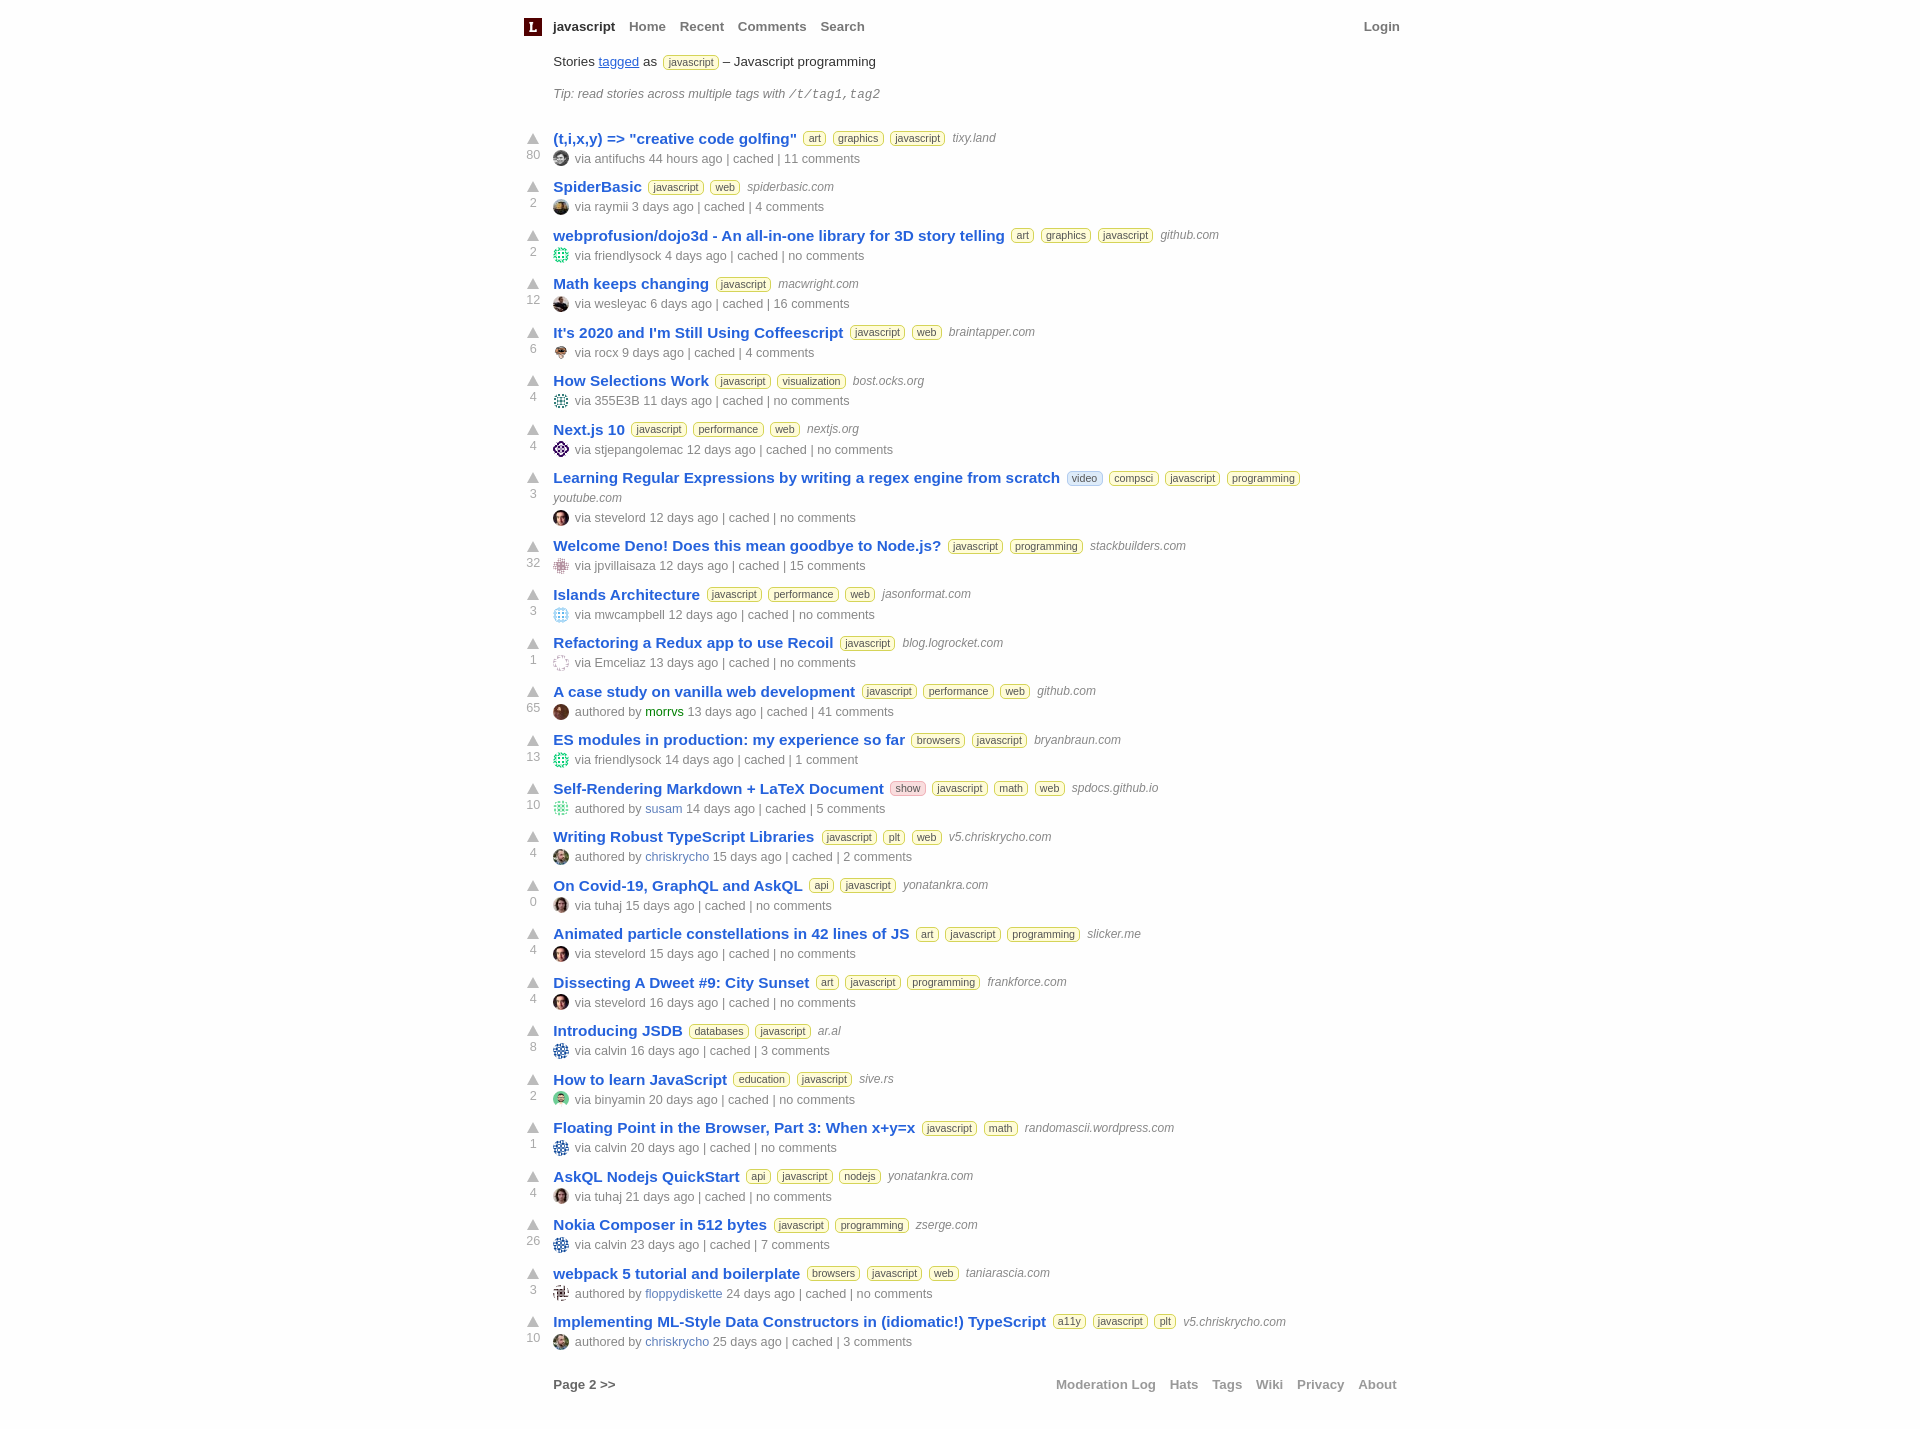 L javascript Home Recent Comments Search Login
Stories tagged as javascript – Javascript programming
Tip: read stories across multiple tags with /t/tag1,tag2
(t,i,x,y) => "creative code golfing" art graphics javascript tixy.land
80 via antifuchs 44 hours ago | cached | 11 comments
SpiderBasic javascript web spiderbasic.com
2 via raymii 3 days ago | cached | 4 comments
webprofusion/dojo3d - An all-in-one library for 3D story telling art graphics javascript github.com
2 via friendlysock 4 days ago | cached | no comments
Math keeps changing javascript macwright.com
12 via wesleyac 6 days ago | cached | 16 comments
It's 2020 and I'm Still Using Coffeescript javascript web braintapper.com
6 via rocx 9 days ago | cached | 4 comments
How Selections Work javascript visualization bost.ocks.org
4 via 355E3B 11 days ago | cached | no comments
Next.js 10 javascript performance web nextjs.org
4 via stjepangolemac 12 days ago | cached | no comments
Learning Regular Expressions by writing a regex engine from scratch video compsci javascript programming
3 youtube.com
via stevelord 12 days ago | cached | no comments
Welcome Deno! Does this mean goodbye to Node.js? javascript programming stackbuilders.com
32 via jpvillaisaza 12 days ago | cached | 15 comments
Islands Architecture javascript performance web jasonformat.com
3 via mwcampbell 12 days ago | cached | no comments
Refactoring a Redux app to use Recoil javascript blog.logrocket.com
1 via Emceliaz 13 days ago | cached | no comments
A case study on vanilla web development javascript performance web github.com
65 authored by morrvs 13 days ago | cached | 41 comments
ES modules in production: my experience so far browsers javascript bryanbraun.com
13 via friendlysock 14 days ago | cached | 1 comment
Self-Rendering Markdown + LaTeX Document show javascript math web spdocs.github.io
10 authored by susam 14 days ago | cached | 5 comments
Writing Robust TypeScript Libraries javascript plt web v5.chriskrycho.com
4 authored by chriskrycho 15 days ago | cached | 2 comments
On Covid-19, GraphQL and AskQL api javascript yonatankra.com
0 via tuhaj 15 days ago | cached | no comments
Animated particle constellations in 42 lines of JS art javascript programming slicker.me
4 via stevelord 15 days ago | cached | no comments
Dissecting A Dweet #9: City Sunset art javascript programming frankforce.com
4 via stevelord 16 days ago | cached | no comments
Introducing JSDB databases javascript ar.al
8 via calvin 16 days ago | cached | 3 comments
How to learn JavaScript education javascript sive.rs
2 via binyamin 20 days ago | cached | no comments
Floating Point in the Browser, Part 3: When x+y=x javascript math randomascii.wordpress.com
1 via calvin 20 days ago | cached | no comments
AskQL Nodejs QuickStart api javascript nodejs yonatankra.com
4 via tuhaj 21 days ago | cached | no comments
Nokia Composer in 512 bytes javascript programming zserge.com
26 via calvin 23 days ago | cached | 7 comments
webpack 5 tutorial and boilerplate browsers javascript web taniarascia.com
3 authored by floppydiskette 24 days ago | cached | no comments
Implementing ML-Style Data Constructors in (idiomatic!) TypeScript a11y javascript plt v5.chriskrycho.com
10 authored by chriskrycho 25 days ago | cached | 3 comments
Page 2 >> Moderation Log Hats Tags Wiki Privacy About